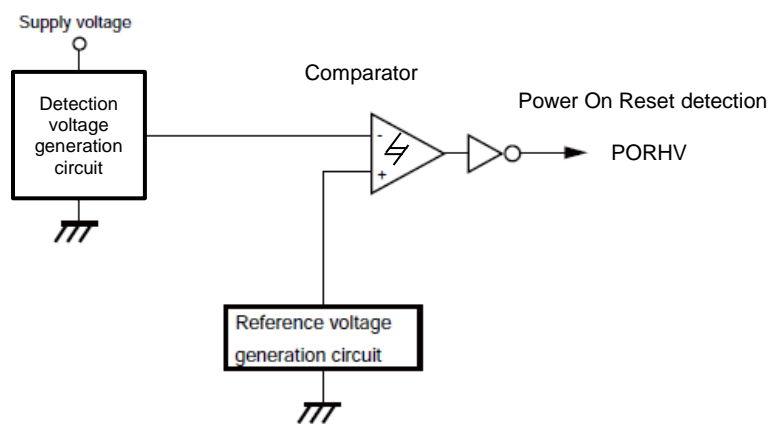 Supply voltage
Detection
voltage
generation
circuit
Comparator
-
+
Power On Reset detection
PORHV
Reference voltage
generation circuit